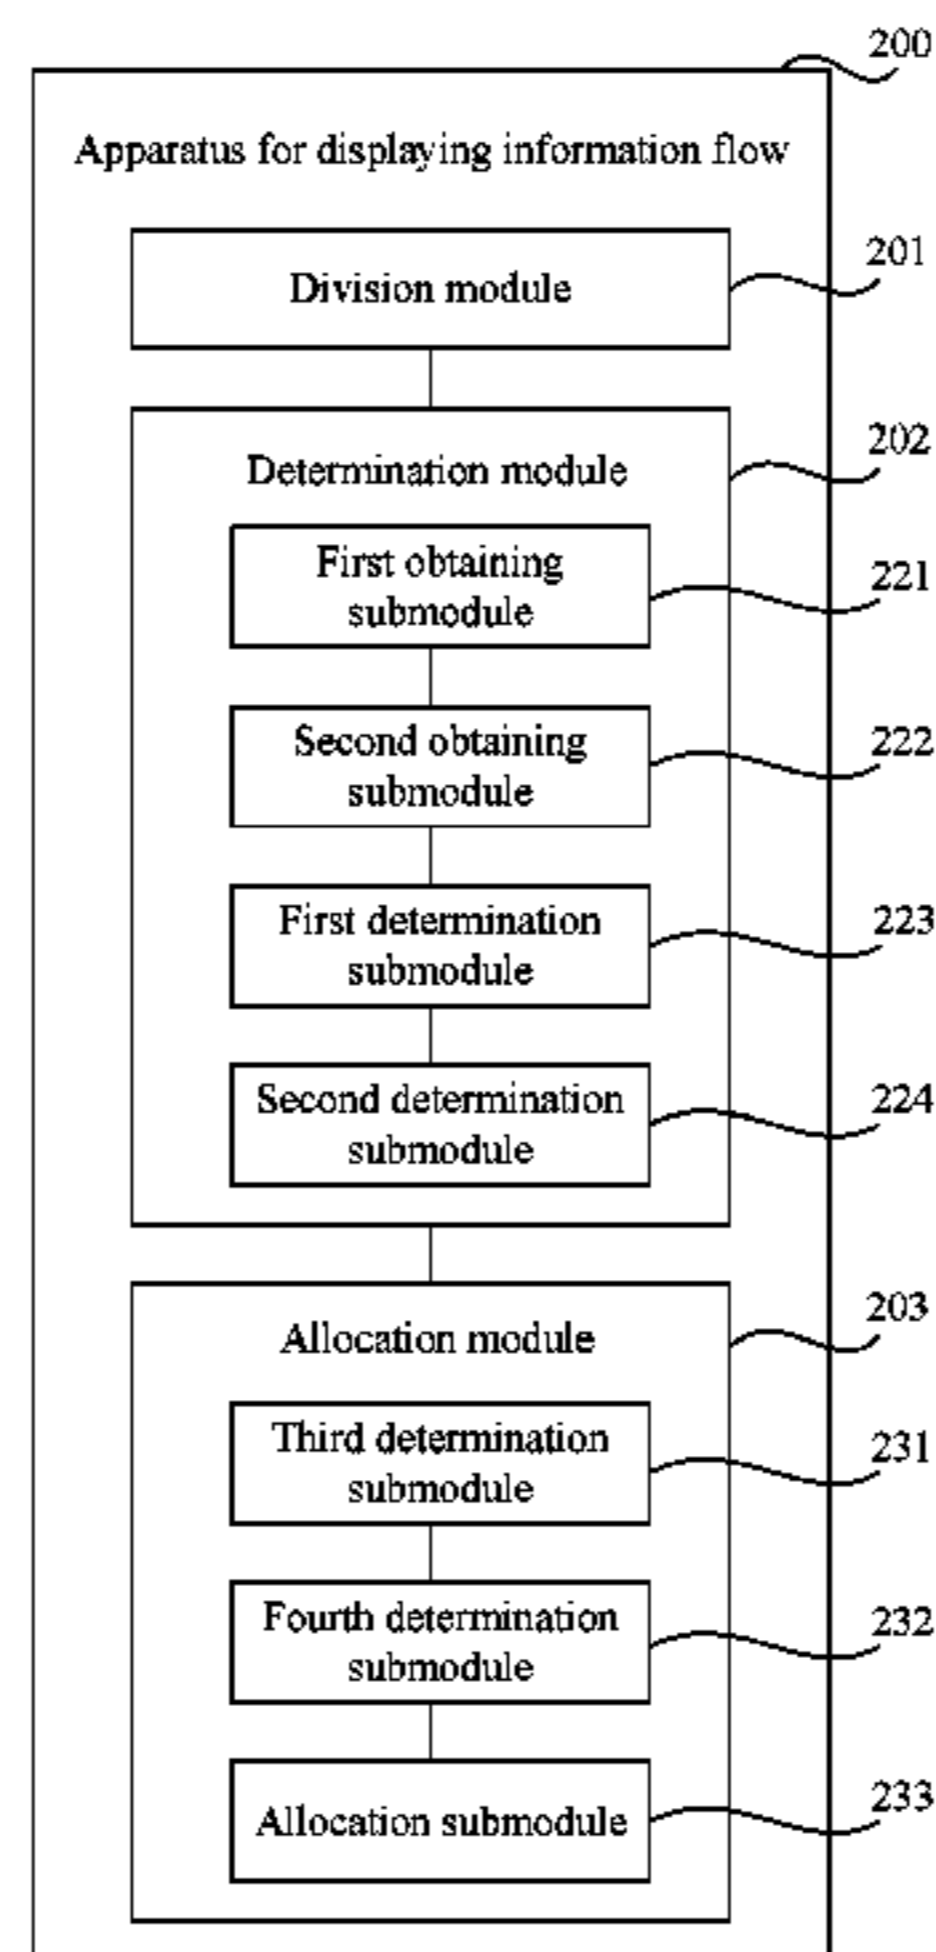 200
Apparatus for displaying information flow
201
Division module
202
Determination module
First obtaining
submodule
221
Second obtaining
submodule
222
First determination
submodule
223
Second determination
submodule
224
203
Allocation module
Third determination
submodule
231
Fourth determination
submodule
232
Allocation submodule
233